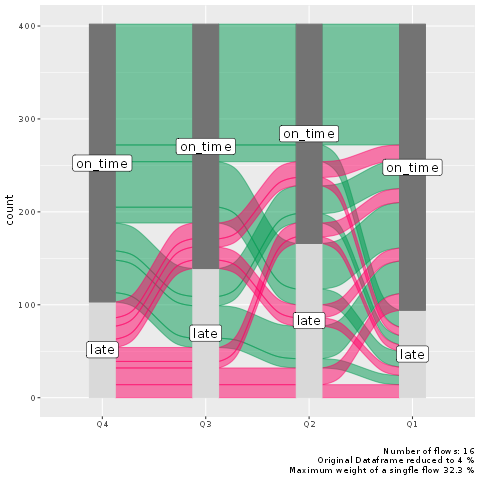 400
300
200
100
0
count
on_time
on_time
on_time
on_time
late
late
late
late
Q4
Q3
Q2
Q1
Number of flows: 16
Original Dataframe reduced to 4 %
Maximum weight of a singfle flow 32.3 %